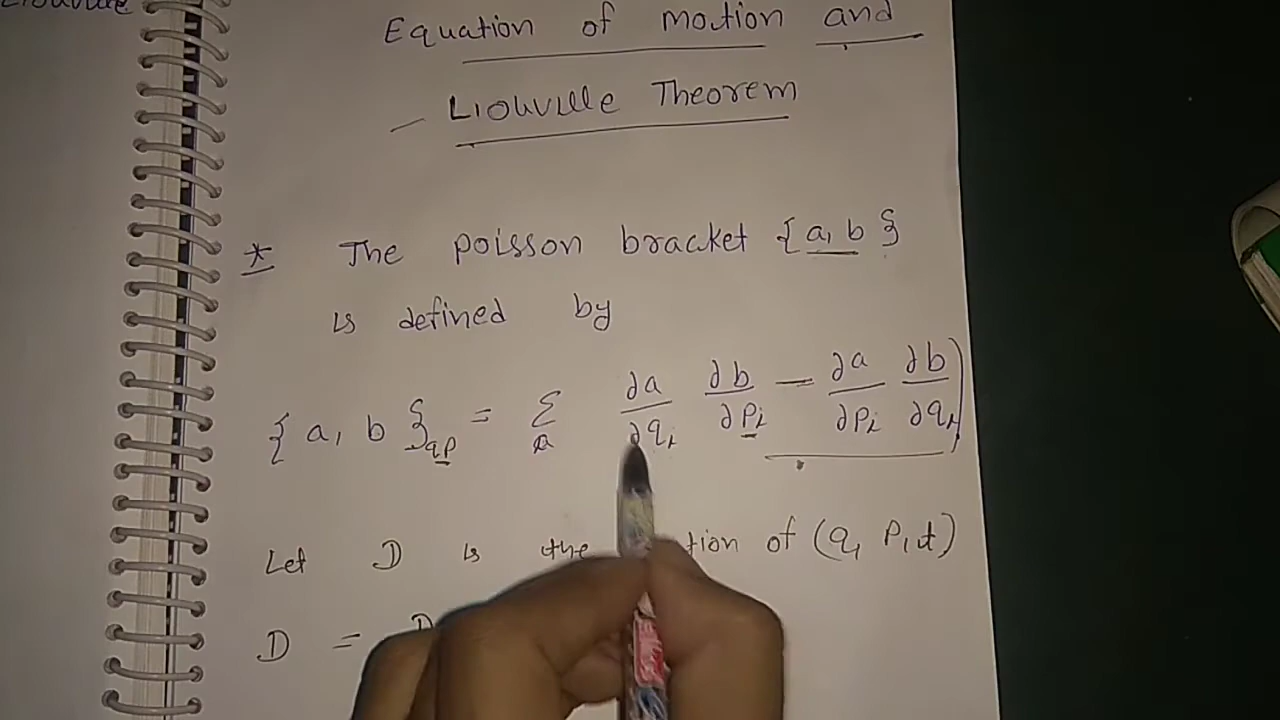 Liouville
Equation of motion and
Liouville Theorem
* The poisson bracket {a, b}
is defined by
{a, b}qp = Σ ∂a/∂qi ∂b/∂pi — ∂a/∂pi ∂b/∂qi)
Let D is the tion of (q, P, t)
D =